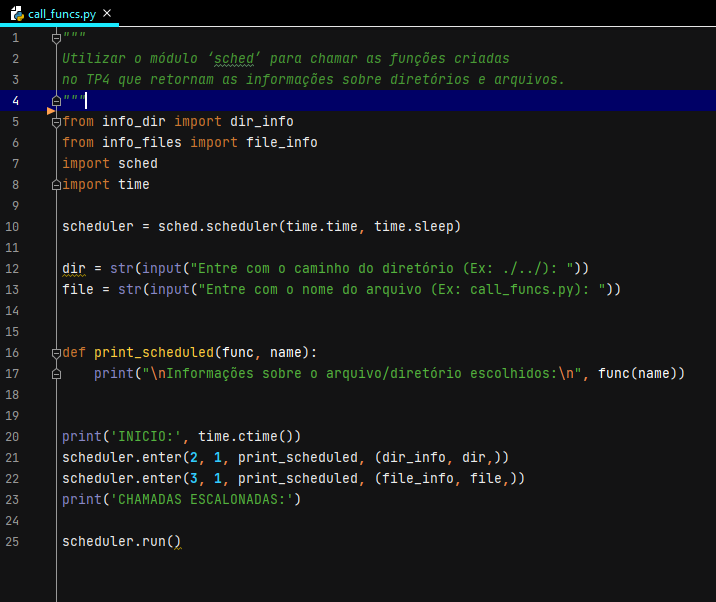 call_funcs.py
1 """
2 Utilizar o módulo ‘sched’ para chamar as funções criadas
3 no TP4 que retornam as informações sobre diretórios e arquivos.
4 """
5 from info_dir import dir_info
6 from info_files import file_info
7 import sched
8 import time
9
10 scheduler = sched.scheduler(time.time, time.sleep)
11
12 dir = str(input("Entre com o caminho do diretório (Ex: ./../): "))
13 file = str(input("Entre com o nome do arquivo (Ex: call_funcs.py): "))
14
15
16 def print_scheduled(func, name):
17     print("\nInformações sobre o arquivo/diretório escolhidos:\n", func(name))
18
19
20 print('INICIO:', time.ctime())
21 scheduler.enter(2, 1, print_scheduled, (dir_info, dir,))
22 scheduler.enter(3, 1, print_scheduled, (file_info, file,))
23 print('CHAMADAS ESCALONADAS:')
24
25 scheduler.run()